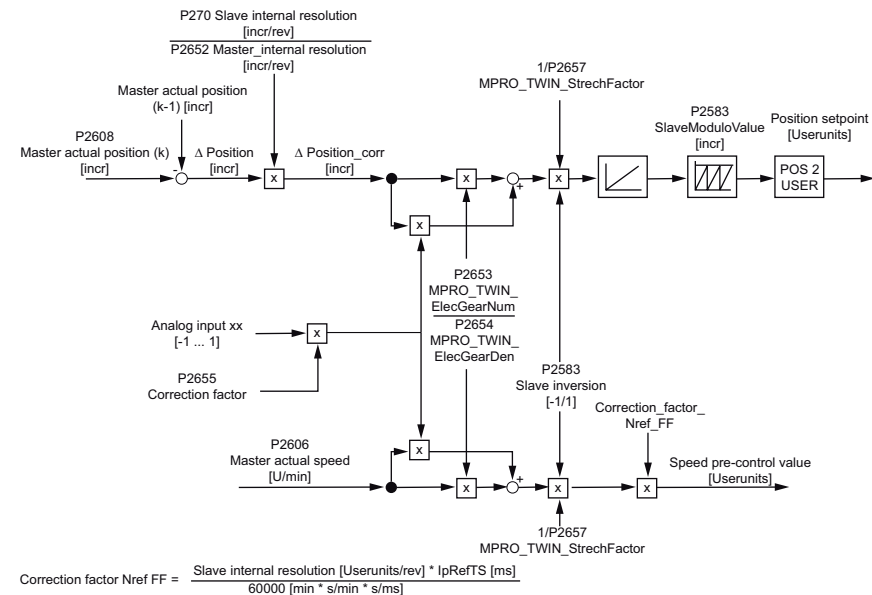 P270 Slave internal resolution
[incr/rev]
P2652 Master_internal resolution
[incr/rev]
Master actual position
(k-1) [incr]
P2608
Master actual position (k)
[incr]
-
Δ Position
[incr]
x
Δ Position_corr
[incr]
x
+
x
1/P2657
MPRO_TWIN_StrechFactor
P2583
SlaveModuloValue
[incr]
Position setpoint
[Userunits]
POS 2
USER
x
P2653
MPRO_TWIN_
ElecGearNum
P2654
MPRO_TWIN_
ElecGearDen
Analog input xx
[-1 ... 1]
x
P2655
Correction factor
P2583
Slave inversion
[-1/1]
Correction_factor_
Nref_FF
P2606
Master actual speed
[U/min]
x
x
+
x
x
Speed pre-control value
[Userunits]
1/P2657
MPRO_TWIN_StrechFactor
Correction factor Nref FF = Slave internal resolution [Userunits/rev] * IpRefTS [ms]
60000 [min * s/min * s/ms]